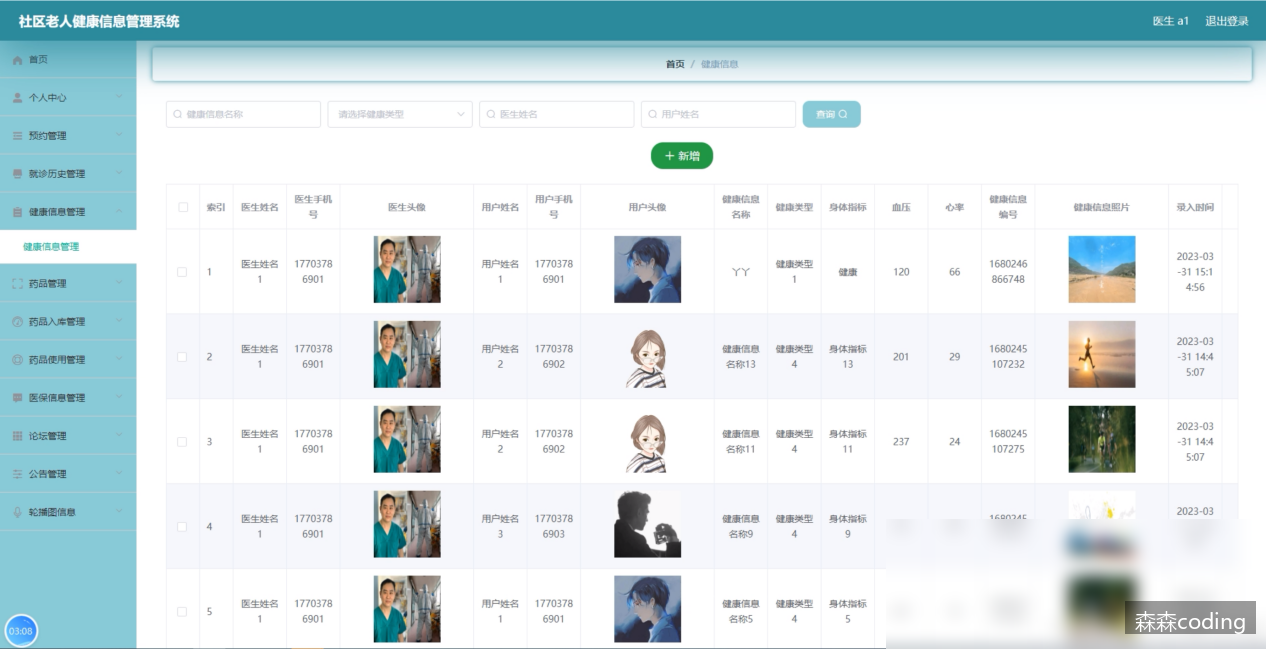 社区老人健康信息管理系统
医生 a1 退出登录
首页
个人中心
预约管理
就诊历史管理
健康信息管理
健康信息管理
药品管理
药品入库管理
药品使用管理
医保信息管理
论坛管理
公告管理
轮播图信息
03:08
首页 / 健康信息
健康信息名称 请选择健康类型 医生姓名 用户姓名 查询
+ 新增
索引 医生姓名 医生手机号 医生头像 用户姓名 用户手机号 用户头像 健康信息名称 健康类型 身体指标 血压 心率 健康信息编号 健康信息照片 录入时间
1 医生姓名1 17703786901 用户姓名1 17703786901 丫丫 健康类型1 健康 120 66 1680246866748 2023-03-31 15:14:56
2 医生姓名1 17703786901 用户姓名2 17703786902 健康信息名称13 健康类型4 身体指标13 201 29 1680245107232 2023-03-31 14:45:07
3 医生姓名1 17703786901 用户姓名2 17703786902 健康信息名称11 健康类型4 身体指标11 237 24 1680245107275 2023-03-31 14:45:07
4 医生姓名1 17703786901 用户姓名3 17703786903 健康信息名称9 健康类型4 身体指标9 1680245 2023-03
5 医生姓名1 17703786901 用户姓名1 17703786901 健康信息名称5 健康类型4 身体指标5
森森coding